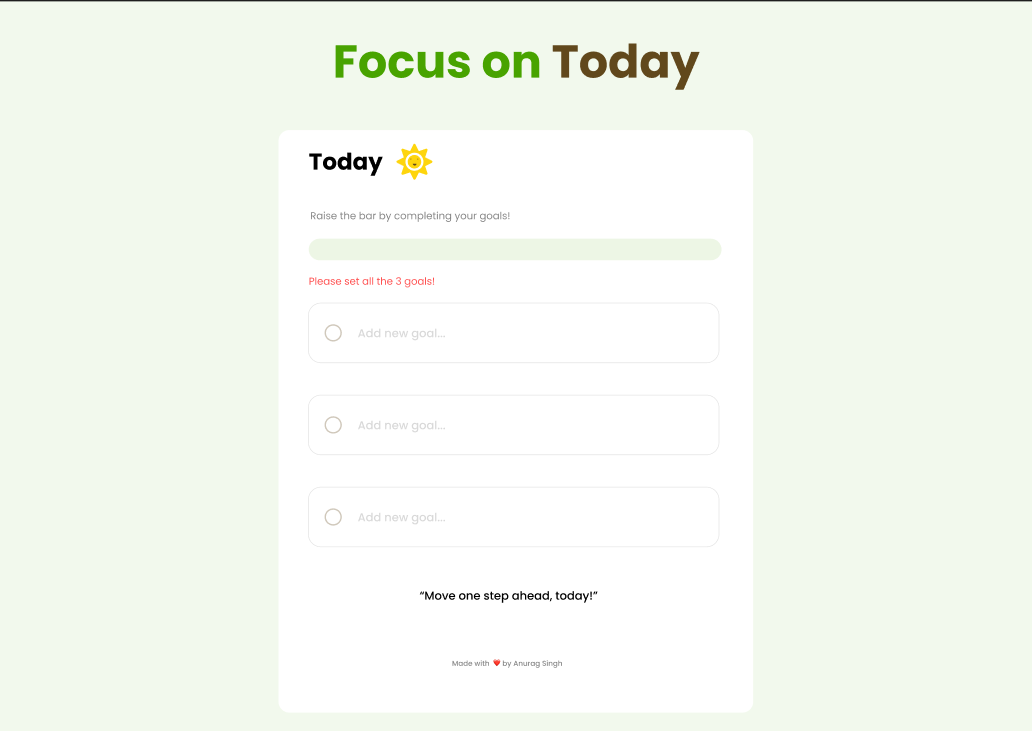 Focus on Today
Today
Raise the bar by completing your goals!
Please set all the 3 goals!
Add new goal...
Add new goal...
Add new goal...
“Move one step ahead, today!”
Made with ❤️ by Anurag Singh